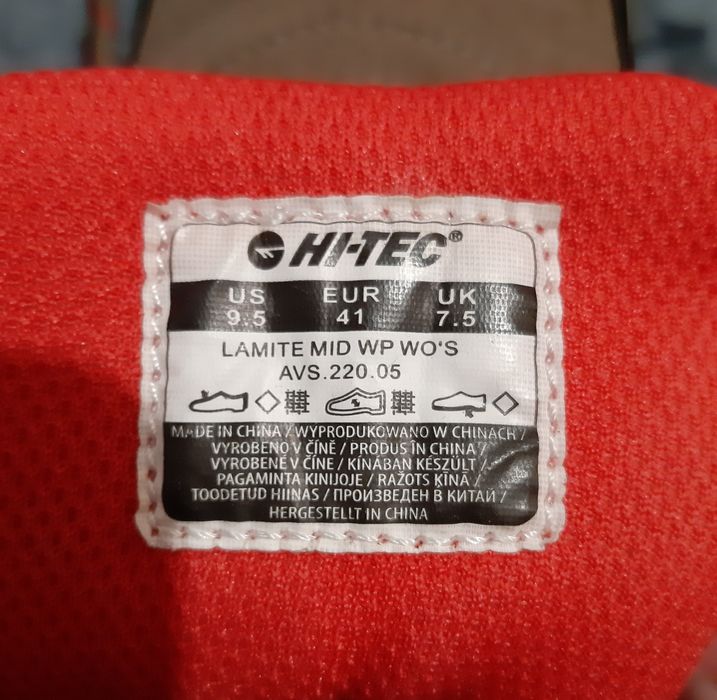 HI-TEC®
US EUR UK
9.5 41 7.5
LAMITE MID WP WO'S
AVS.220.05
MADE IN CHINA / WYPRODUKOWANO W CHINACH /
VYROBENO V ČÍNĚ / PRODUS ÎN CHINA /
VYROBENÉ V ČÍNE / KÍNÁBAN KÉSZÜLT /
PAGAMINTA KINIJOJE / RAŽOTS ĶĪNĀ /
TOODETUD HIINAS / ПРОИЗВЕДЕН В КИТАЙ /
HERGESTELLT IN CHINA